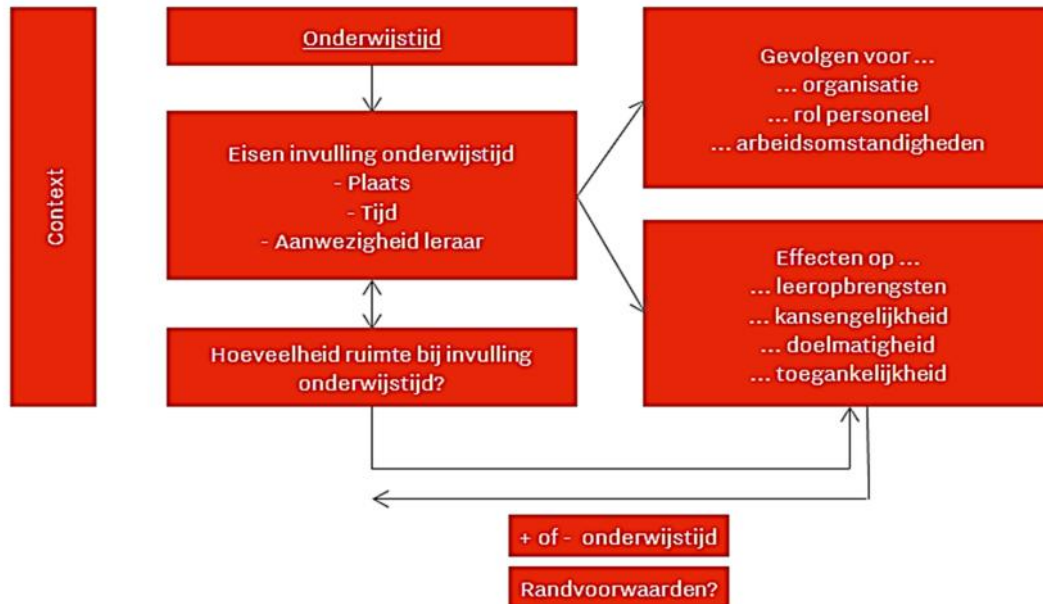 Context
Onderwijstijd
Eisen invulling onderwijstijd
- Plaats
- Tijd
- Aanwezigheid leraar
Hoeveelheid ruimte bij invulling
onderwijstijd?
Gevolgen voor ...
... organisatie
... rol personeel
... arbeidsomstandigheden
Effecten op ...
... leeropbrengsten
... kansengelijkheid
... doelmatigheid
... toegankelijkheid
+ of - onderwijstijd
Randvoorwaarden?